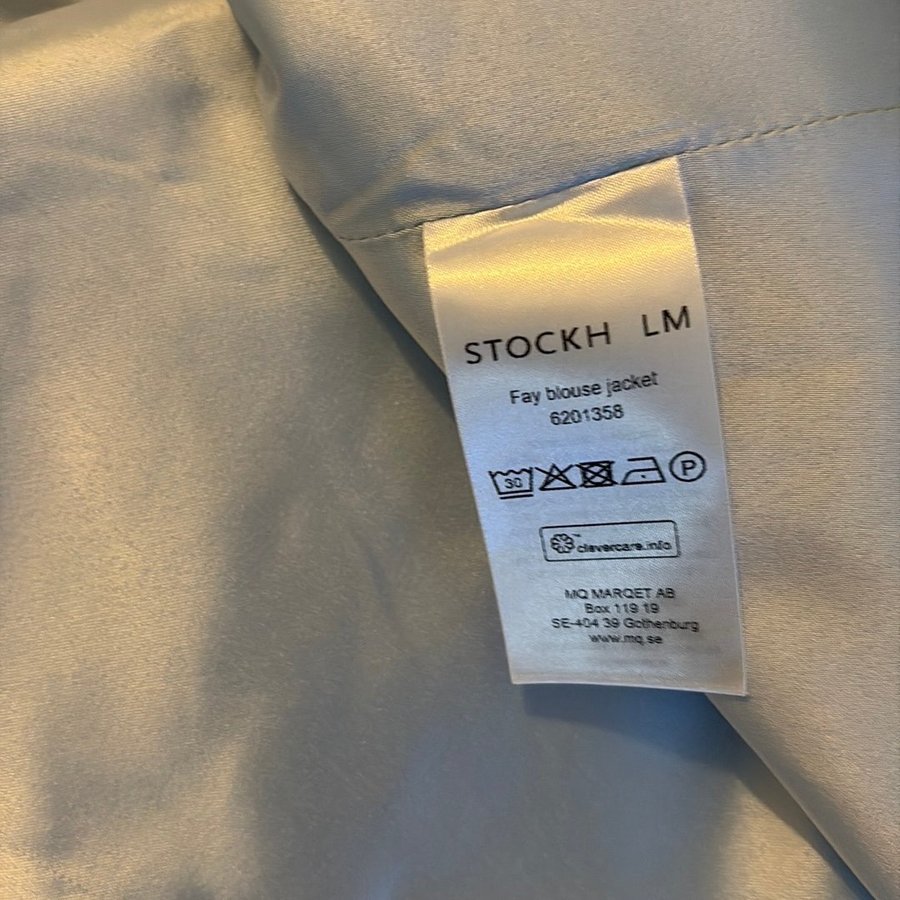 STOCKH LM
Fay blouse jacket
6201358
30 P
clevercare.info
MQ MARQET AB
Box 119 19
SE-404 39 Gothenburg
www.mq.se